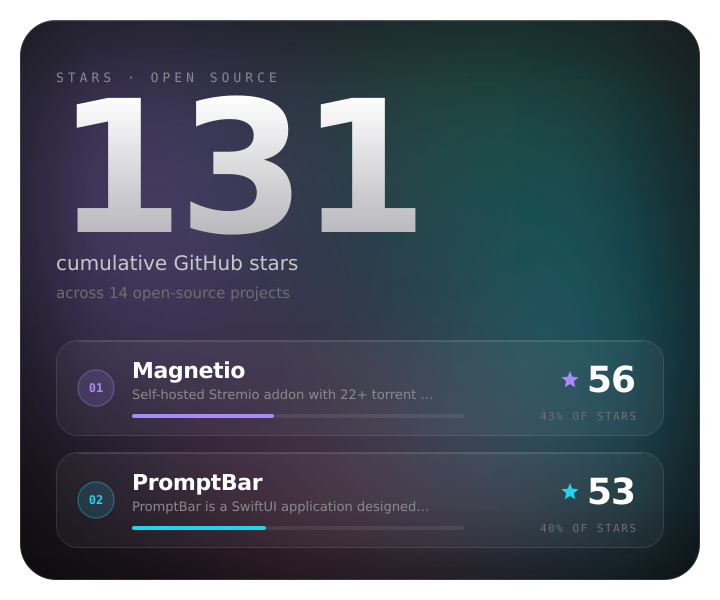 STARS · OPEN SOURCE
131
cumulative GitHub stars
across 14 open-source projects
01
Magnetio
Self-hosted Stremio addon with 22+ torrent …
56
43% OF STARS
02
PromptBar
PromptBar is a SwiftUI application designed…
53
40% OF STARS